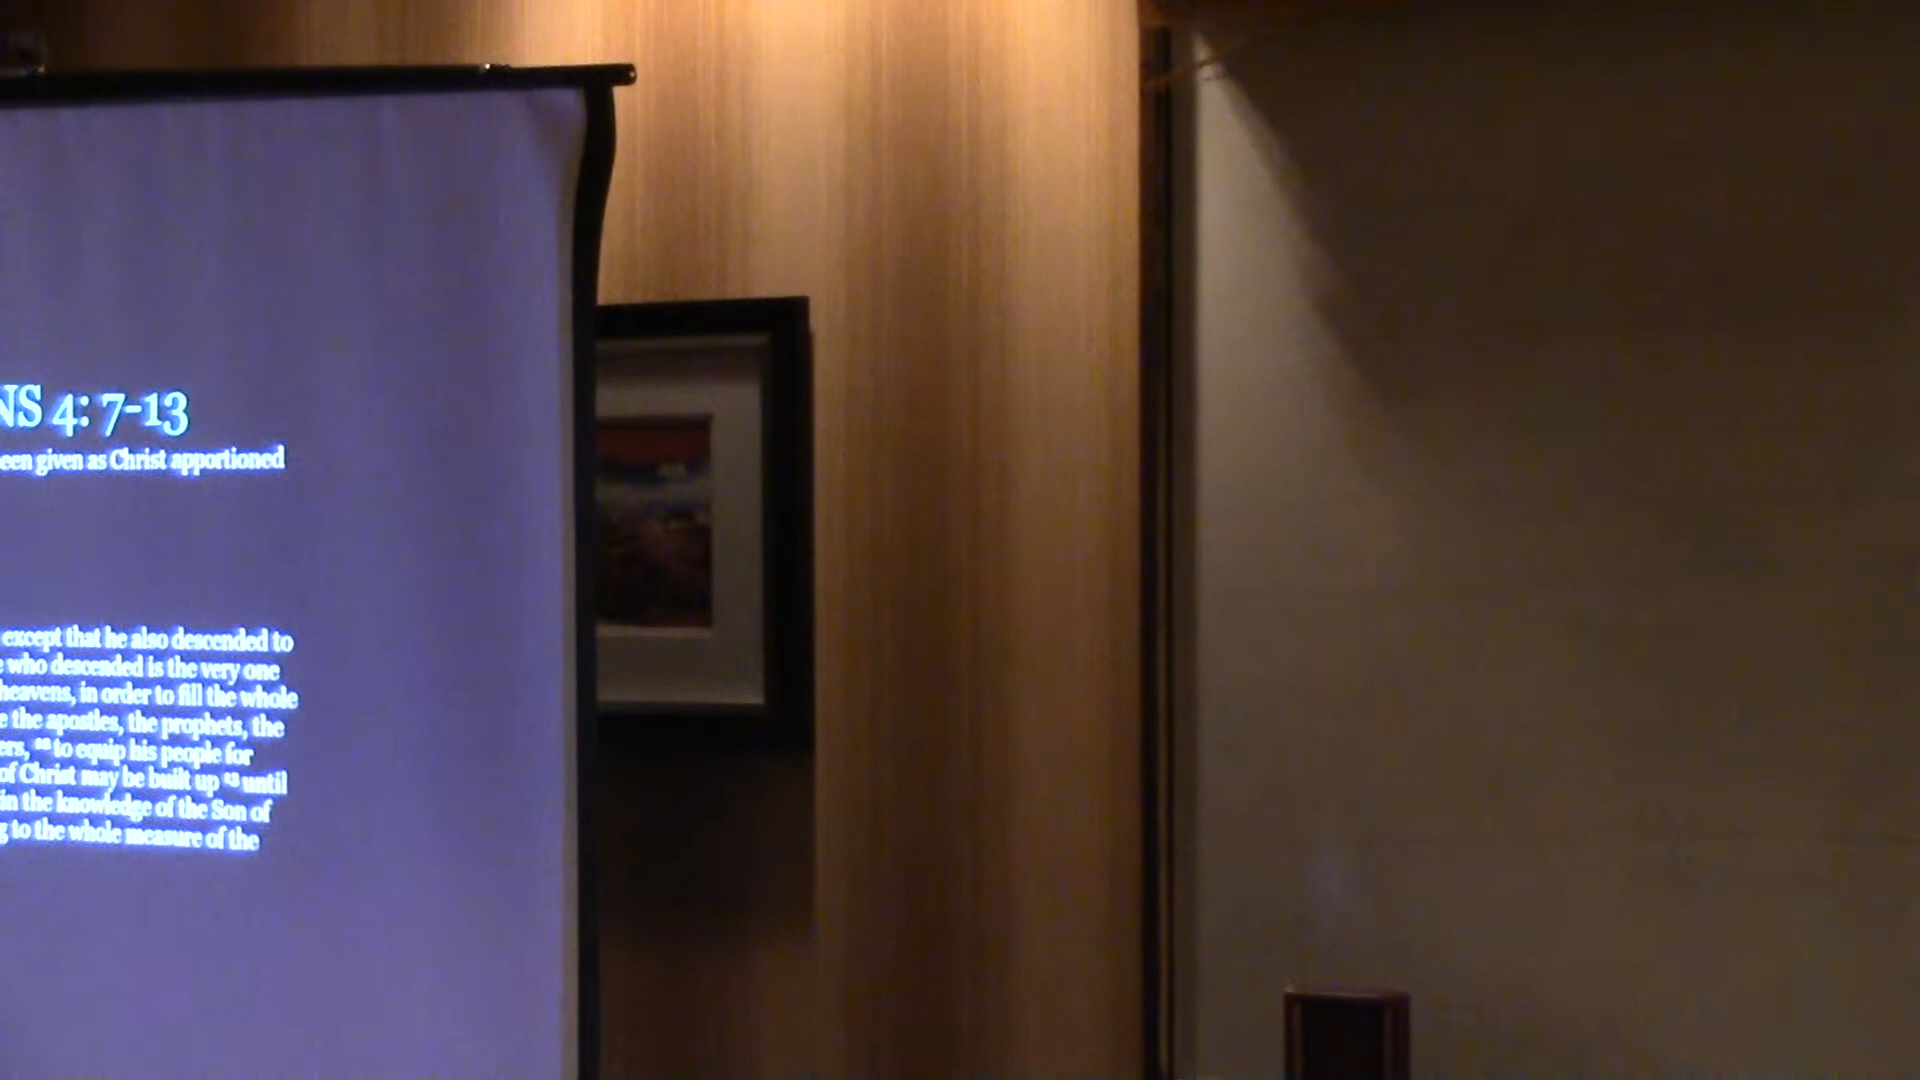 NS 4: 7-13
een given as Christ apportioned
except that he also descended to
e who descended is the very one
heavens, in order to fill the whole
e the apostles, the prophets, the
ers, ¹² to equip his people for
of Christ may be built up ¹³ until
in the knowledge of the Son of
g to the whole measure of the